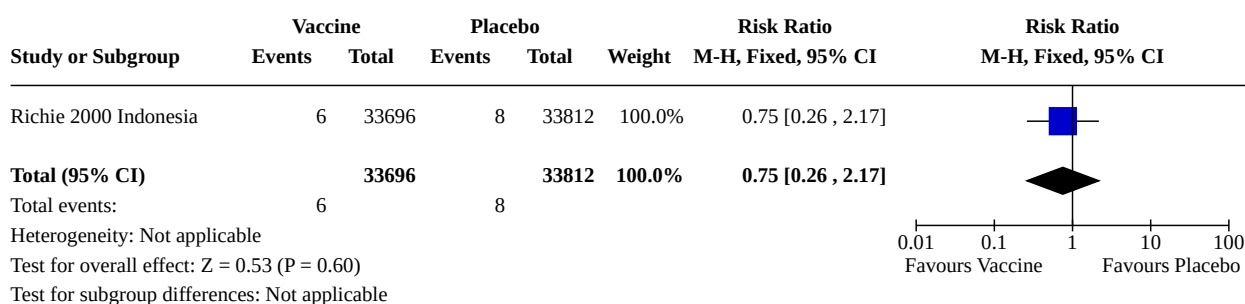 Vaccine Placebo Risk Ratio Risk Ratio
Study or Subgroup Events Total Events Total Weight M-H, Fixed, 95% CI M-H, Fixed, 95% CI
Richie 2000 Indonesia 6 33696 8 33812 100.0% 0.75 [0.26 , 2.17]
Total (95% CI) 33696 33812 100.0% 0.75 [0.26 , 2.17]
Total events: 6 8
Heterogeneity: Not applicable
0.01 0.1 1 10 100
Test for overall effect: Z = 0.53 (P = 0.60)
Favours Vaccine Favours Placebo
Test for subgroup differences: Not applicable